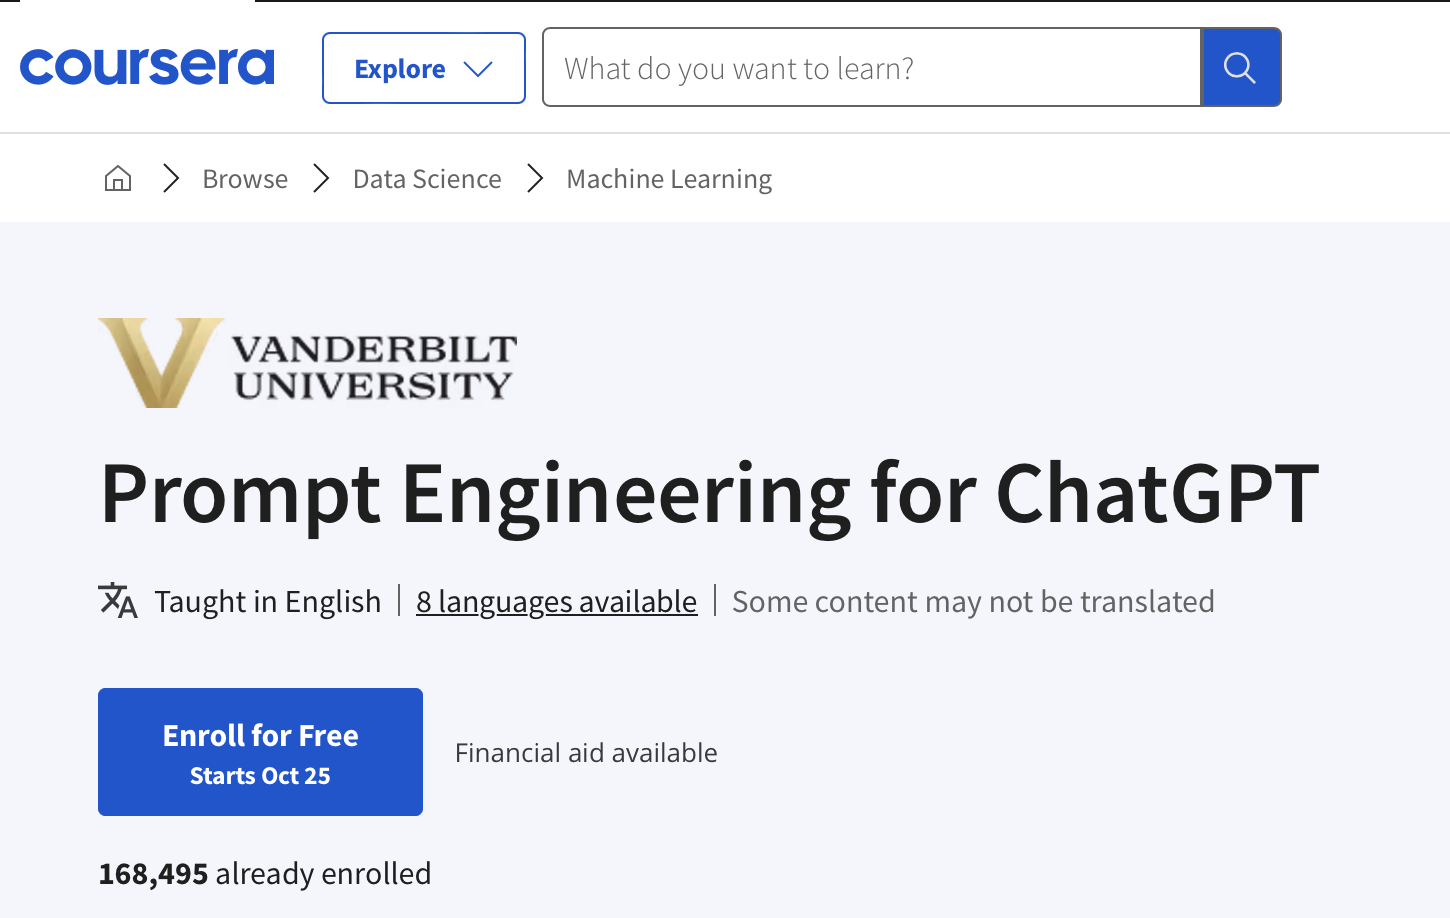 coursera
Explore
What do you want to learn?
Browse
Data Science
Machine Learning
VANDERBILT
UNIVERSITY
Prompt Engineering for ChatGPT
Taught in English
8 languages available
Some content may not be translated
Enroll for Free
Starts Oct 25
Financial aid available
168,495 already enrolled